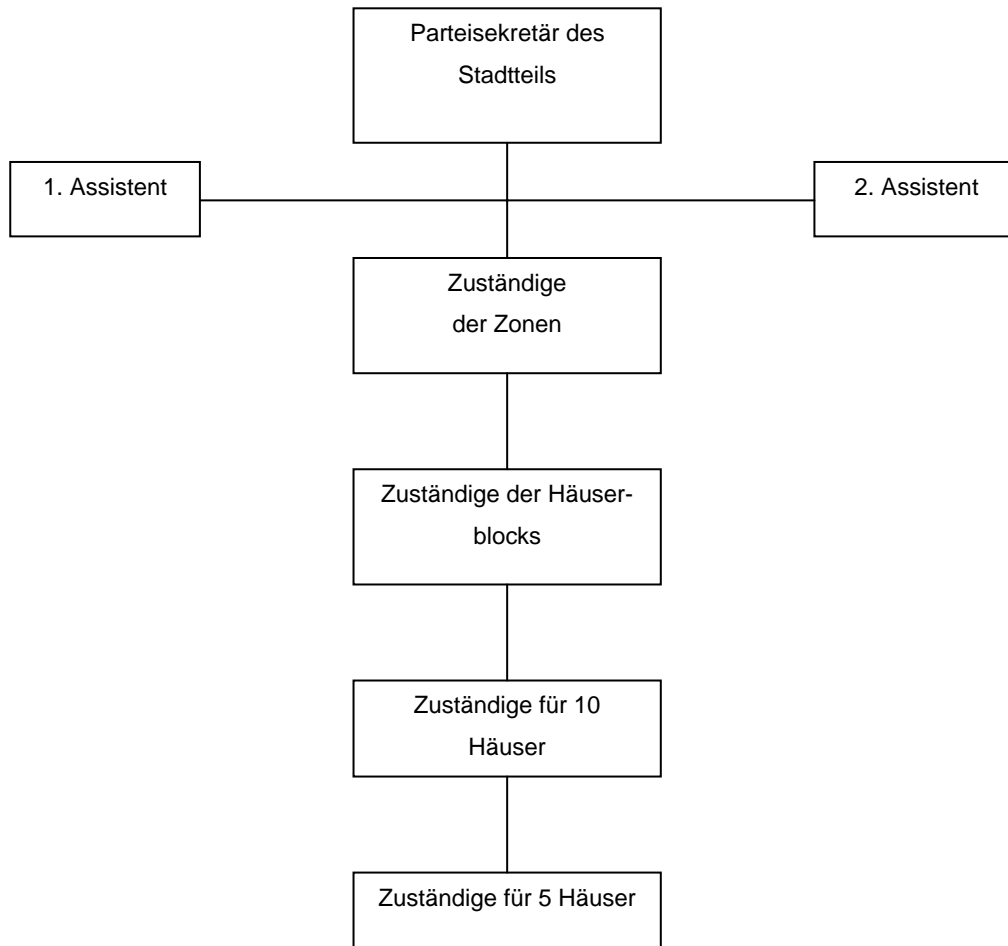 Parteisekretär des
Stadtteils
1. Assistent
2. Assistent
Zuständige
der Zonen
Zuständige der Häuser-
blocks
Zuständige für 10
Häuser
Zuständige für 5 Häuser